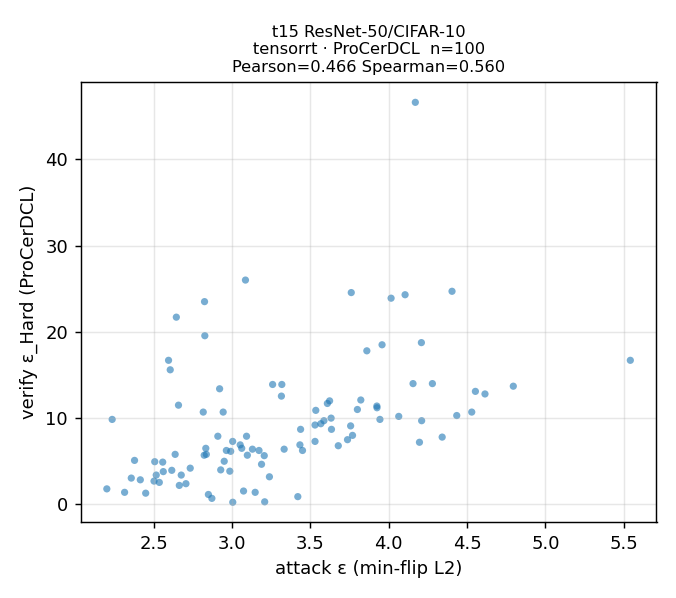 t15 ResNet-50/CIFAR-10
tensorrt · ProCerDCL  n=100
Pearson=0.466 Spearman=0.560
verify ε_Hard (ProCerDCL)
40
30
20
10
0
2.5 3.0 3.5 4.0 4.5 5.0 5.5
attack ε (min-flip L2)